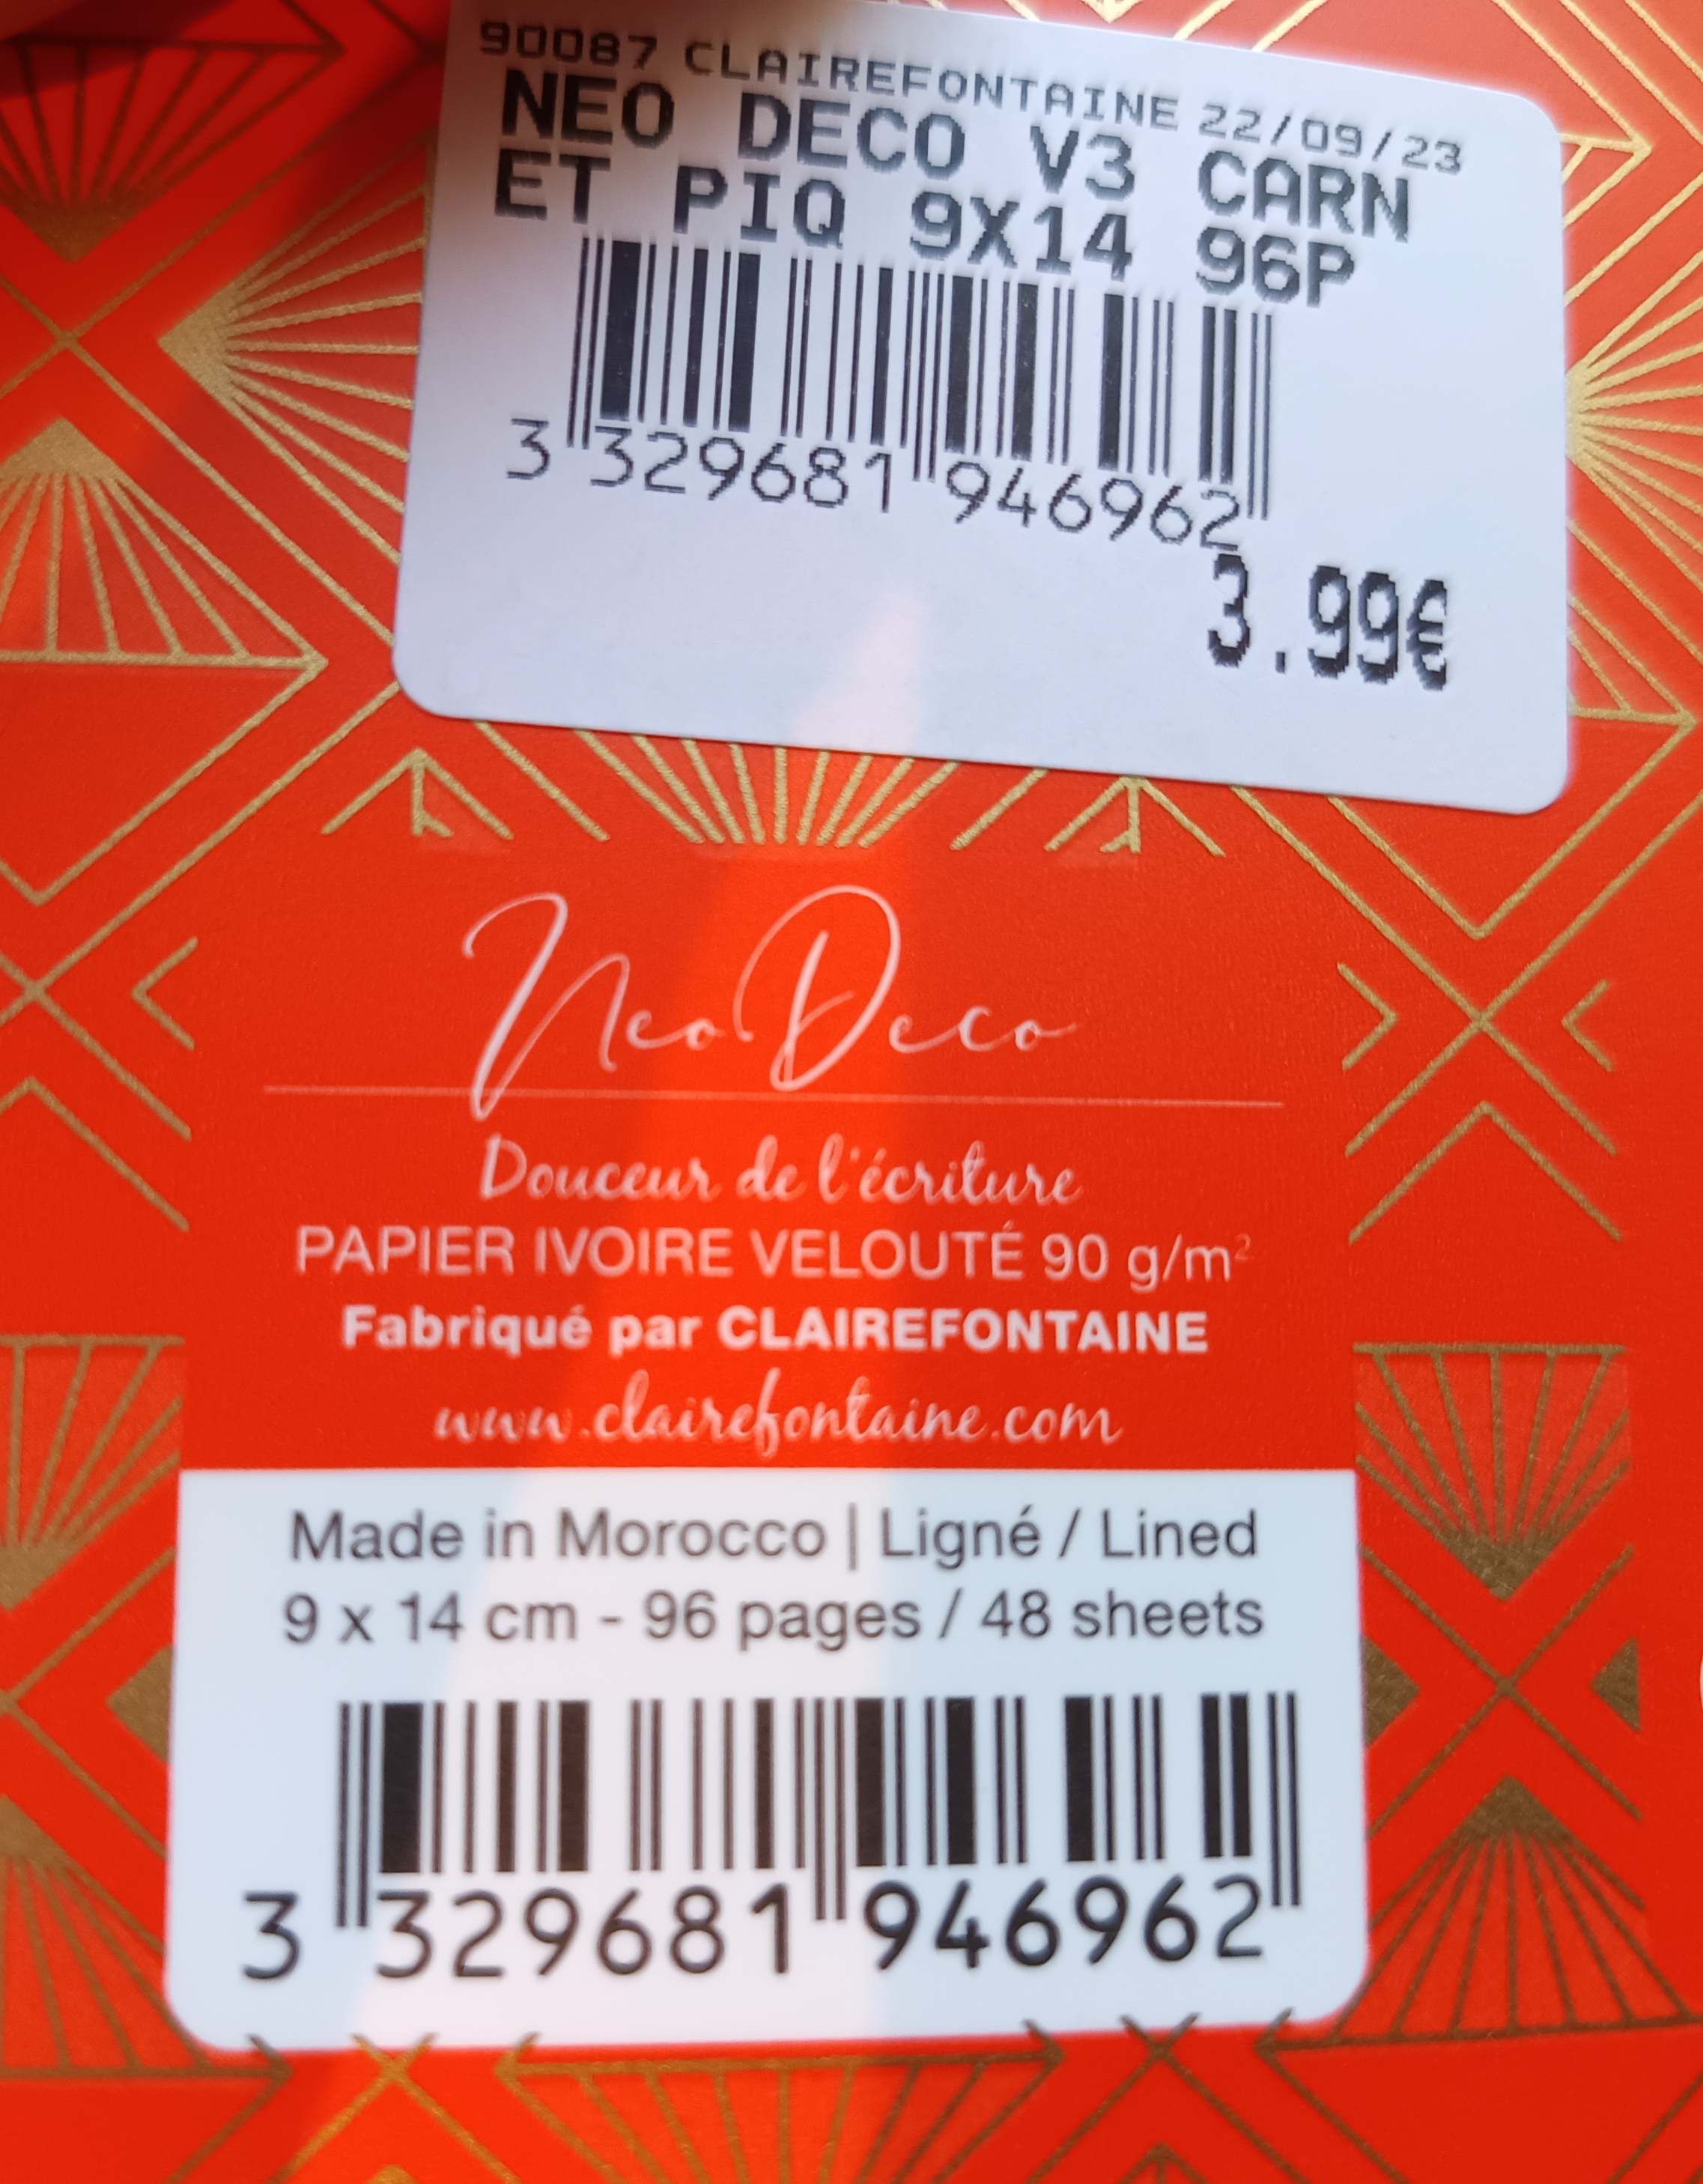 90087 CLAIREFONTAINE 22/09/23
NEO DECO V3 CARN
ET PIQ 9X14 96P
3 329681 946962
3.99€
Neo Deco
Douceur de l'écriture
PAPIER IVOIRE VELOUTÉ 90 g/m²
Fabriqué par CLAIREFONTAINE
www.clairefontaine.com
Made in Morocco | Ligné / Lined
9 x 14 cm - 96 pages / 48 sheets
3 329681 946962